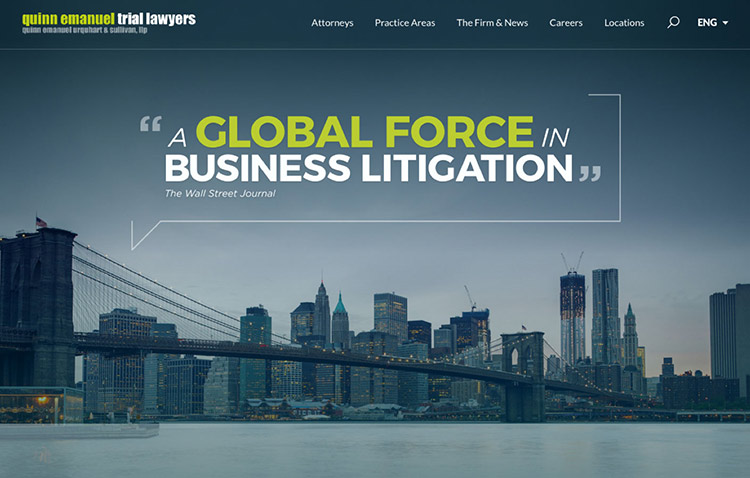 quinn emanuel trial lawyers
quinn emanuel urquhart & sullivan, llp
Attorneys Practice Areas The Firm & News Careers Locations ENG
“ A GLOBAL FORCE IN
BUSINESS LITIGATION ”
The Wall Street Journal